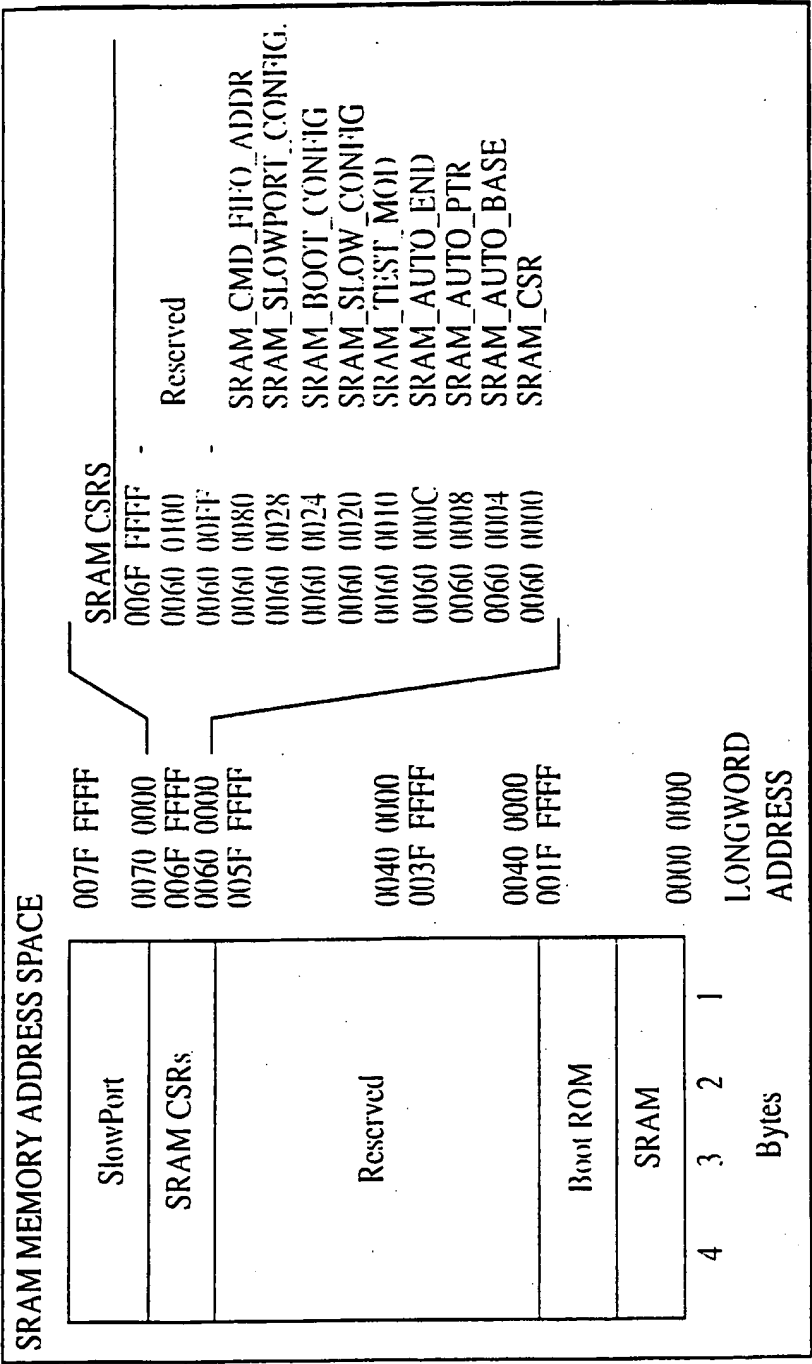 SRAM MEMORY ADDRESS SPACE
SlowPort
SRAM CSRs
Reserved
Boot ROM
SRAM
4 3 2 1
Bytes
007F FFFF
0070 0000
006F FFFF
0060 0000
005F FFFF
0040 0000
003F FFFF
0040 0000
001F FFFF
0000 0000
LONGWORD
ADDRESS
SRAM CSRS
006F FFFF -
0060 0100 Reserved
0060 00FF -
0060 0080 SRAM_CMD_FIFO_ADDR
0060 0028 SRAM_SLOWPORT_CONFIG.
0060 0024 SRAM_BOOT_CONFIG
0060 0020 SRAM_SLOW_CONFIG
0060 0010 SRAM_TEST_MOD
0060 000C SRAM_AUTO_END
0060 0008 SRAM_AUTO_PTR
0060 0004 SRAM_AUTO_BASE
0060 0000 SRAM_CSR